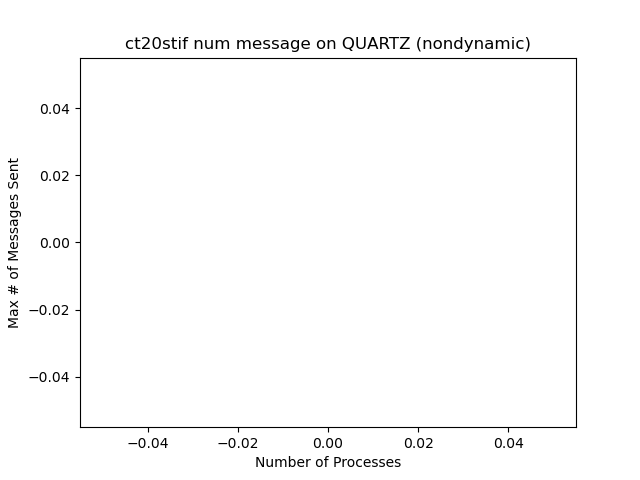 ct20stif num message on QUARTZ (nondynamic)
Max # of Messages Sent
0.04
0.02
0.00
−0.02
−0.04
−0.04 −0.02 0.00 0.02 0.04
Number of Processes